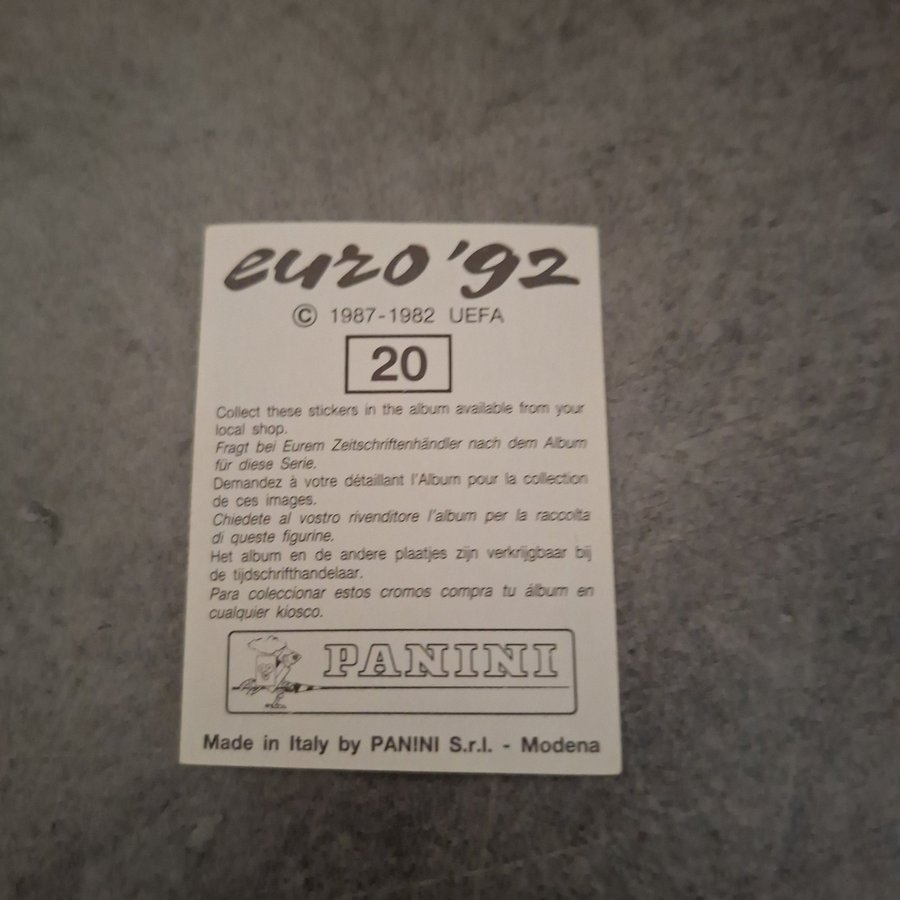 euro '92
© 1987-1982 UEFA
20
Collect these stickers in the album available from your
local shop.
Fragt bei Eurem Zeitschriftenhändler nach dem Album
für diese Serie.
Demandez à votre détaillant l'Album pour la collection
de ces images.
Chiedete al vostro rivenditore l'album per la raccolta
di queste figurine.
Het album en de andere plaatjes zijn verkrijgbaar bij
de tijdschrifthandelaar.
Para coleccionar estos cromos compra tu álbum en
cualquier kiosco.
PANINI
Made in Italy by PANINI S.r.l. - Modena